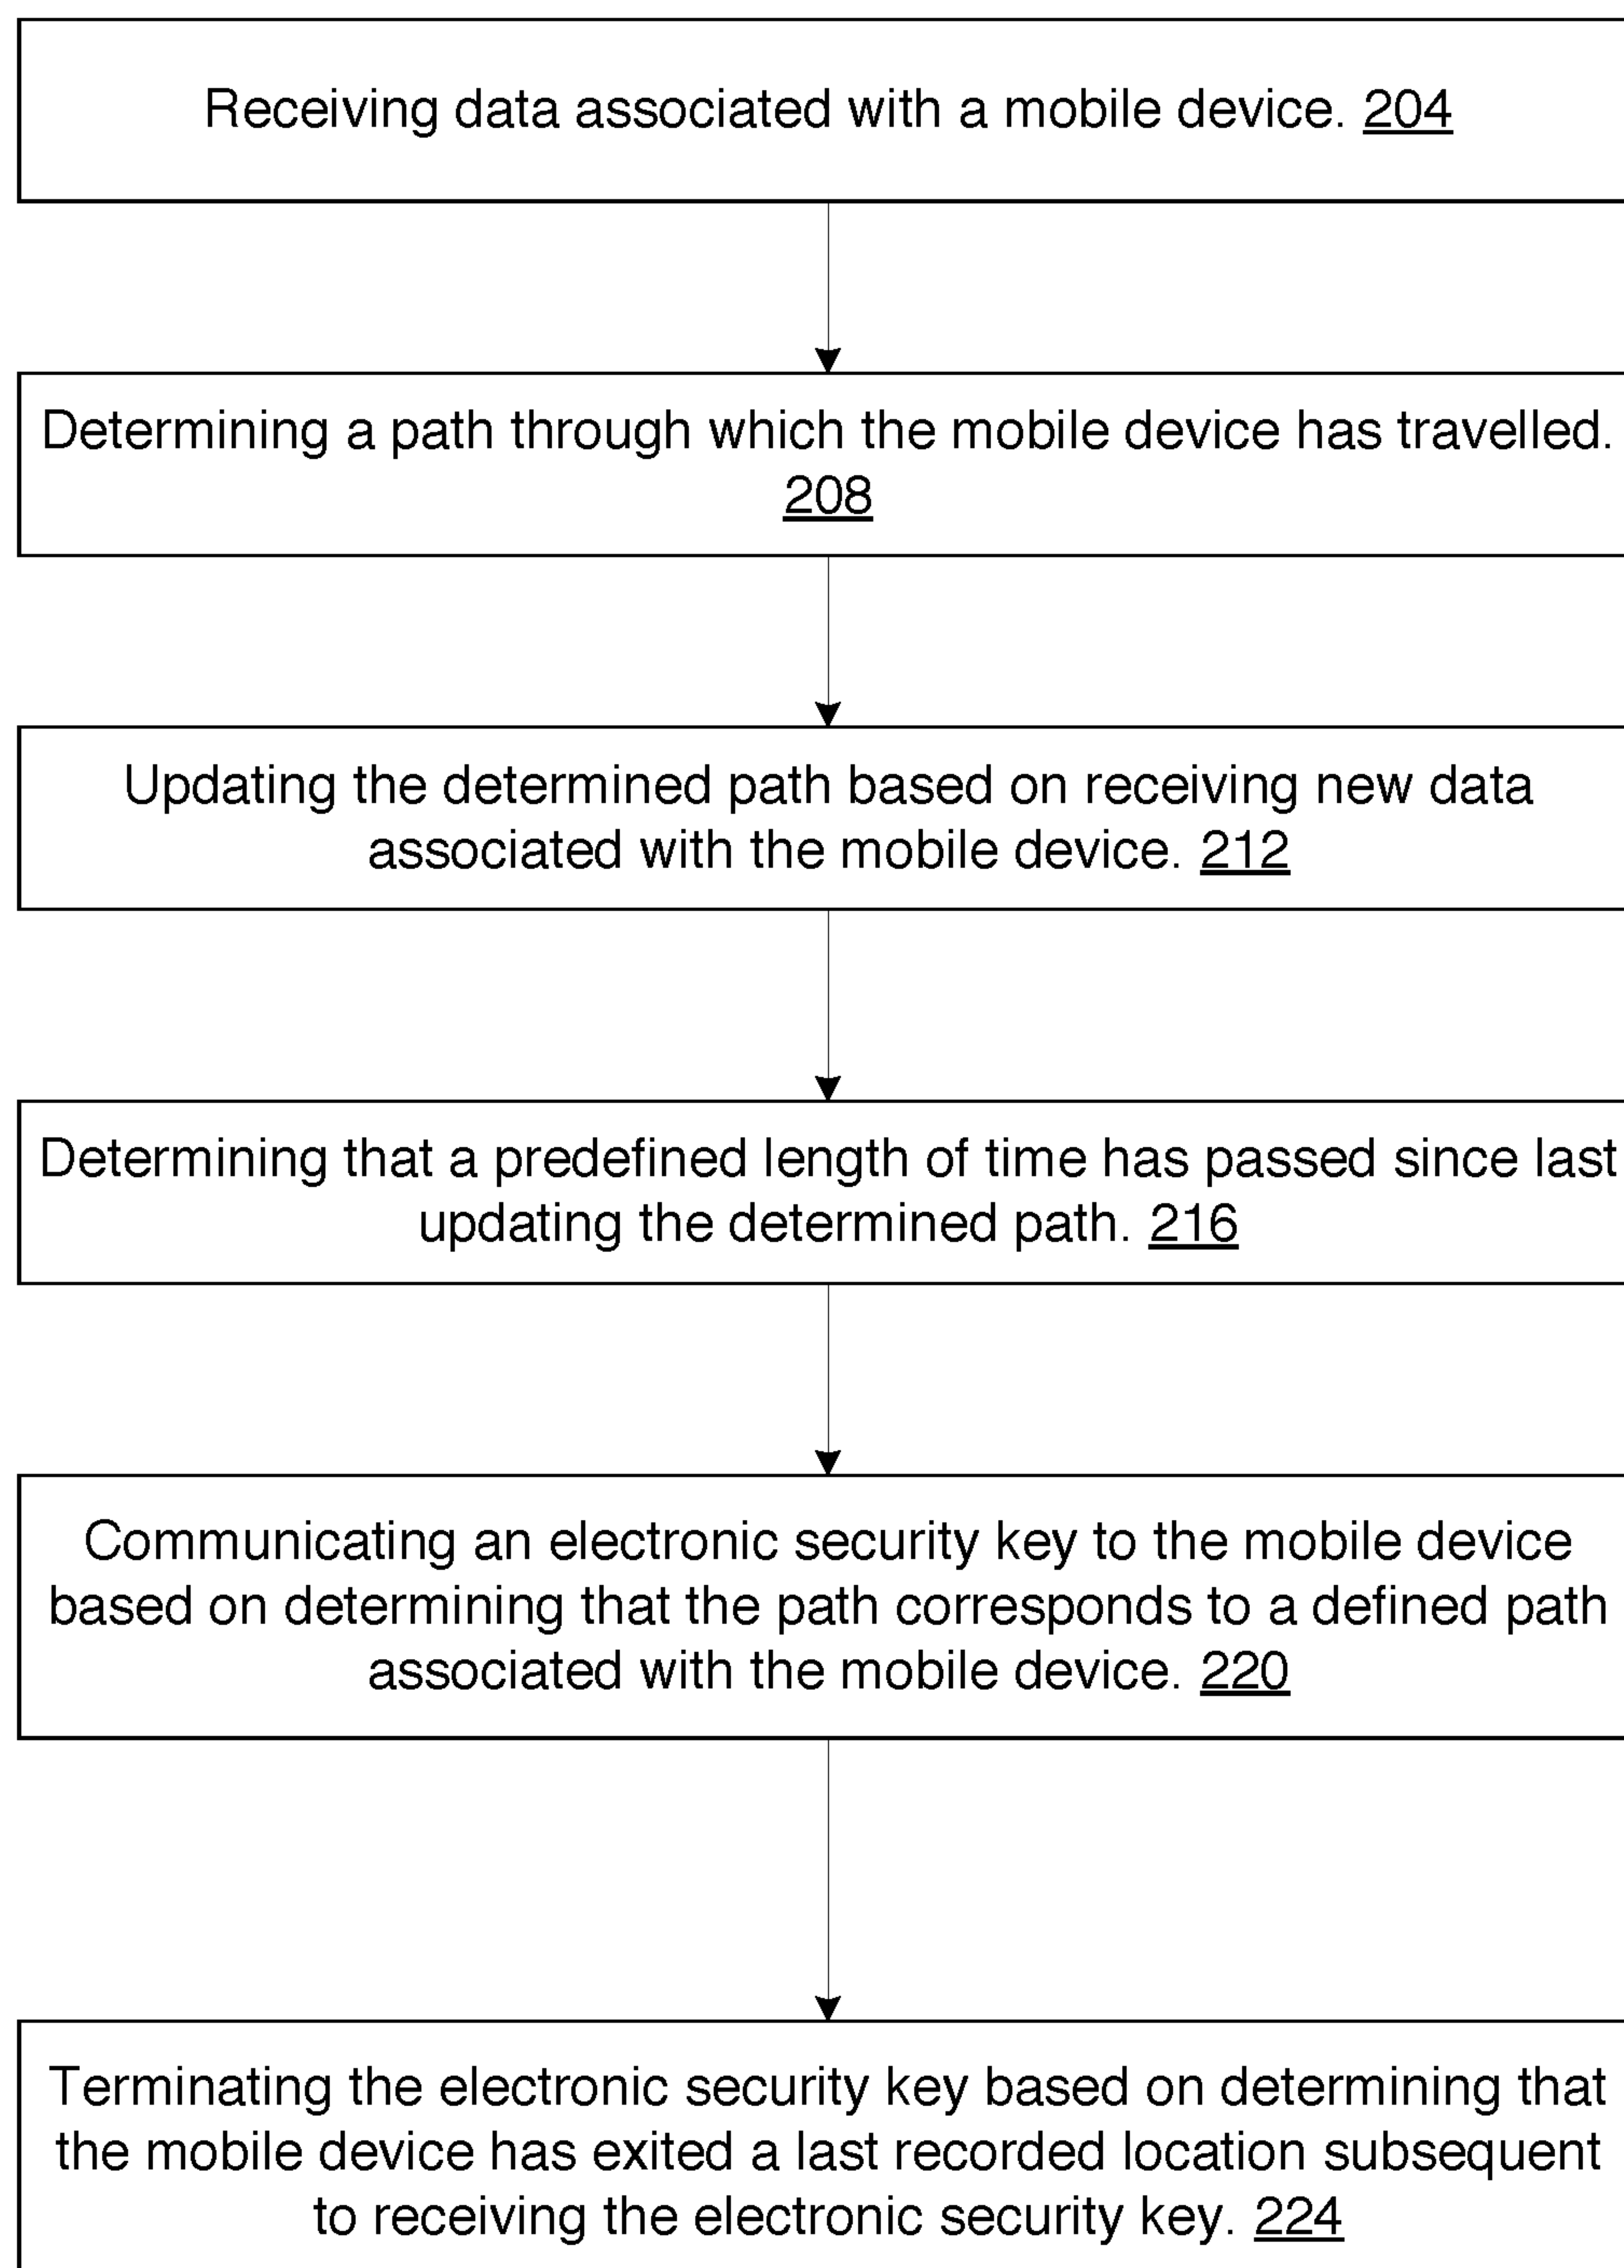 Receiving data associated with a mobile device. 204
Determining a path through which the mobile device has travelled.
208
Updating the determined path based on receiving new data
associated with the mobile device. 212
Determining that a predefined length of time has passed since last
updating the determined path. 216
Communicating an electronic security key to the mobile device
based on determining that the path corresponds to a defined path
associated with the mobile device. 220
Terminating the electronic security key based on determining that
the mobile device has exited a last recorded location subsequent
to receiving the electronic security key. 224